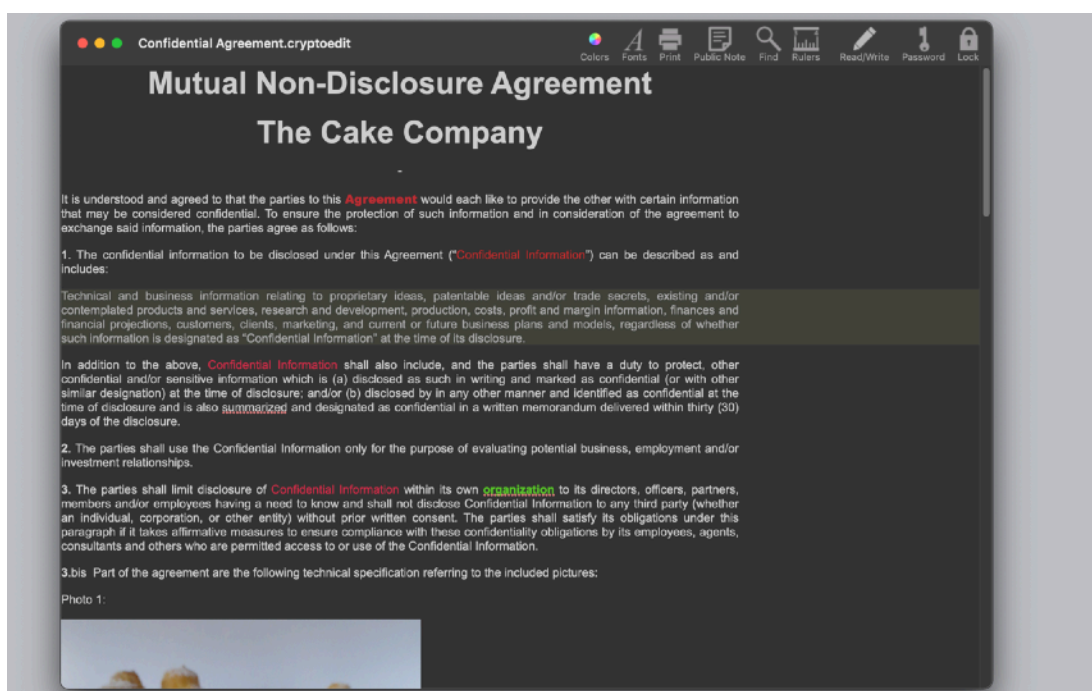 Confidential Agreement.cryptoedit
Colors Fonts Print Public Note Find Rulers Read/Write Password Lock
Mutual Non-Disclosure Agreement
The Cake Company
-
It is understood and agreed to that the parties to this Agreement would each like to provide the other with certain information
that may be considered confidential. To ensure the protection of such information and in consideration of the agreement to
exchange said information, the parties agree as follows:
1. The confidential information to be disclosed under this Agreement ("Confidential Information") can be described as and
includes:
Technical and business information relating to proprietary ideas, patentable ideas and/or trade secrets, existing and/or
contemplated products and services, research and development, production, costs, profit and margin information, finances and
financial projections, customers, clients, marketing, and current or future business plans and models, regardless of whether
such information is designated as "Confidential Information" at the time of its disclosure.
In addition to the above, Confidential Information shall also include, and the parties shall have a duty to protect, other
confidential and/or sensitive information which is (a) disclosed as such in writing and marked as confidential (or with other
similar designation) at the time of disclosure; and/or (b) disclosed by in any other manner and identified as confidential at the
time of disclosure and is also summarized and designated as confidential in a written memorandum delivered within thirty (30)
days of the disclosure.
2. The parties shall use the Confidential Information only for the purpose of evaluating potential business, employment and/or
investment relationships.
3. The parties shall limit disclosure of Confidential Information within its own organization to its directors, officers, partners,
members and/or employees having a need to know and shall not disclose Confidential Information to any third party (whether
an individual, corporation, or other entity) without prior written consent. The parties shall satisfy its obligations under this
paragraph if it takes affirmative measures to ensure compliance with these confidentiality obligations by its employees, agents,
consultants and others who are permitted access to or use of the Confidential Information.
3.bis Part of the agreement are the following technical specification referring to the included pictures:
Photo 1: